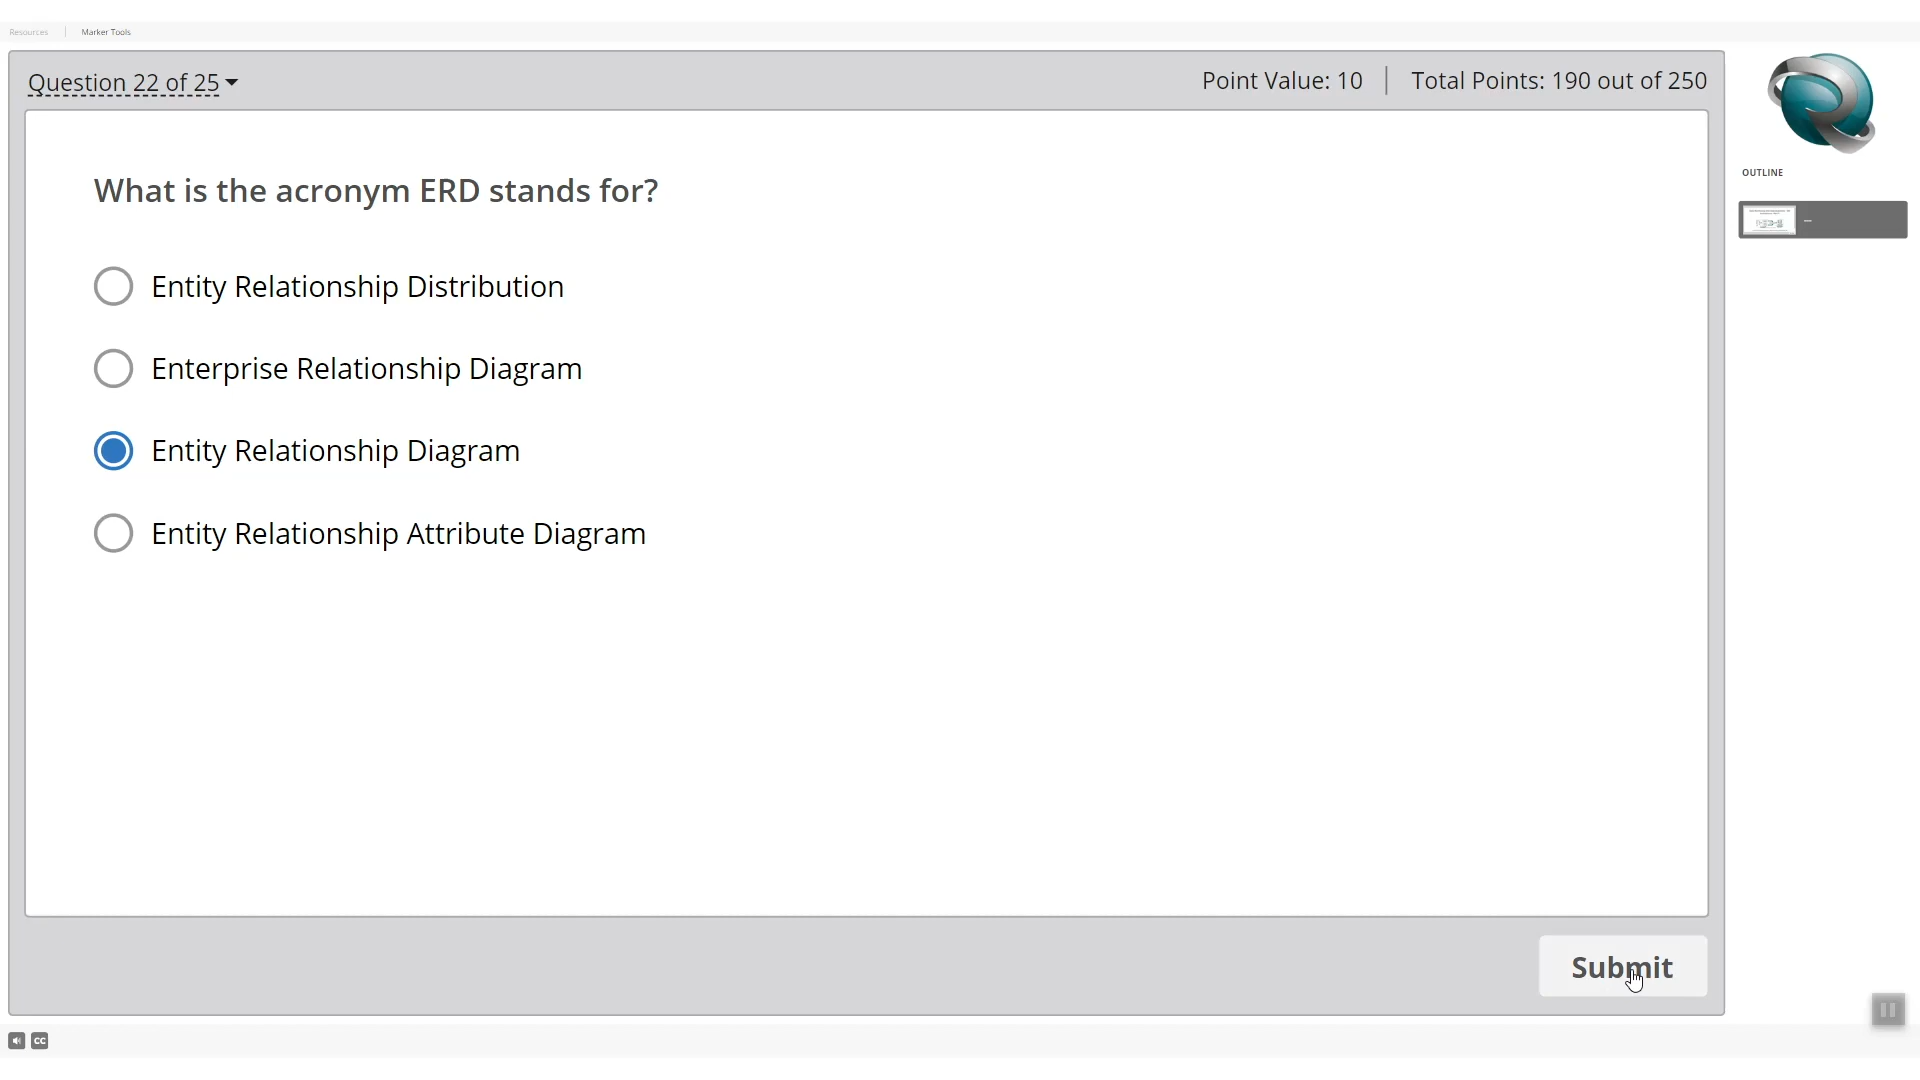 Resources
Marker Tools
Question 22 of 25
Point Value: 10
Total Points: 190 out of 250
What is the acronym ERD stands for?
Entity Relationship Distribution
Enterprise Relationship Diagram
Entity Relationship Diagram
Entity Relationship Attribute Diagram
Submit
OUTLINE
CC